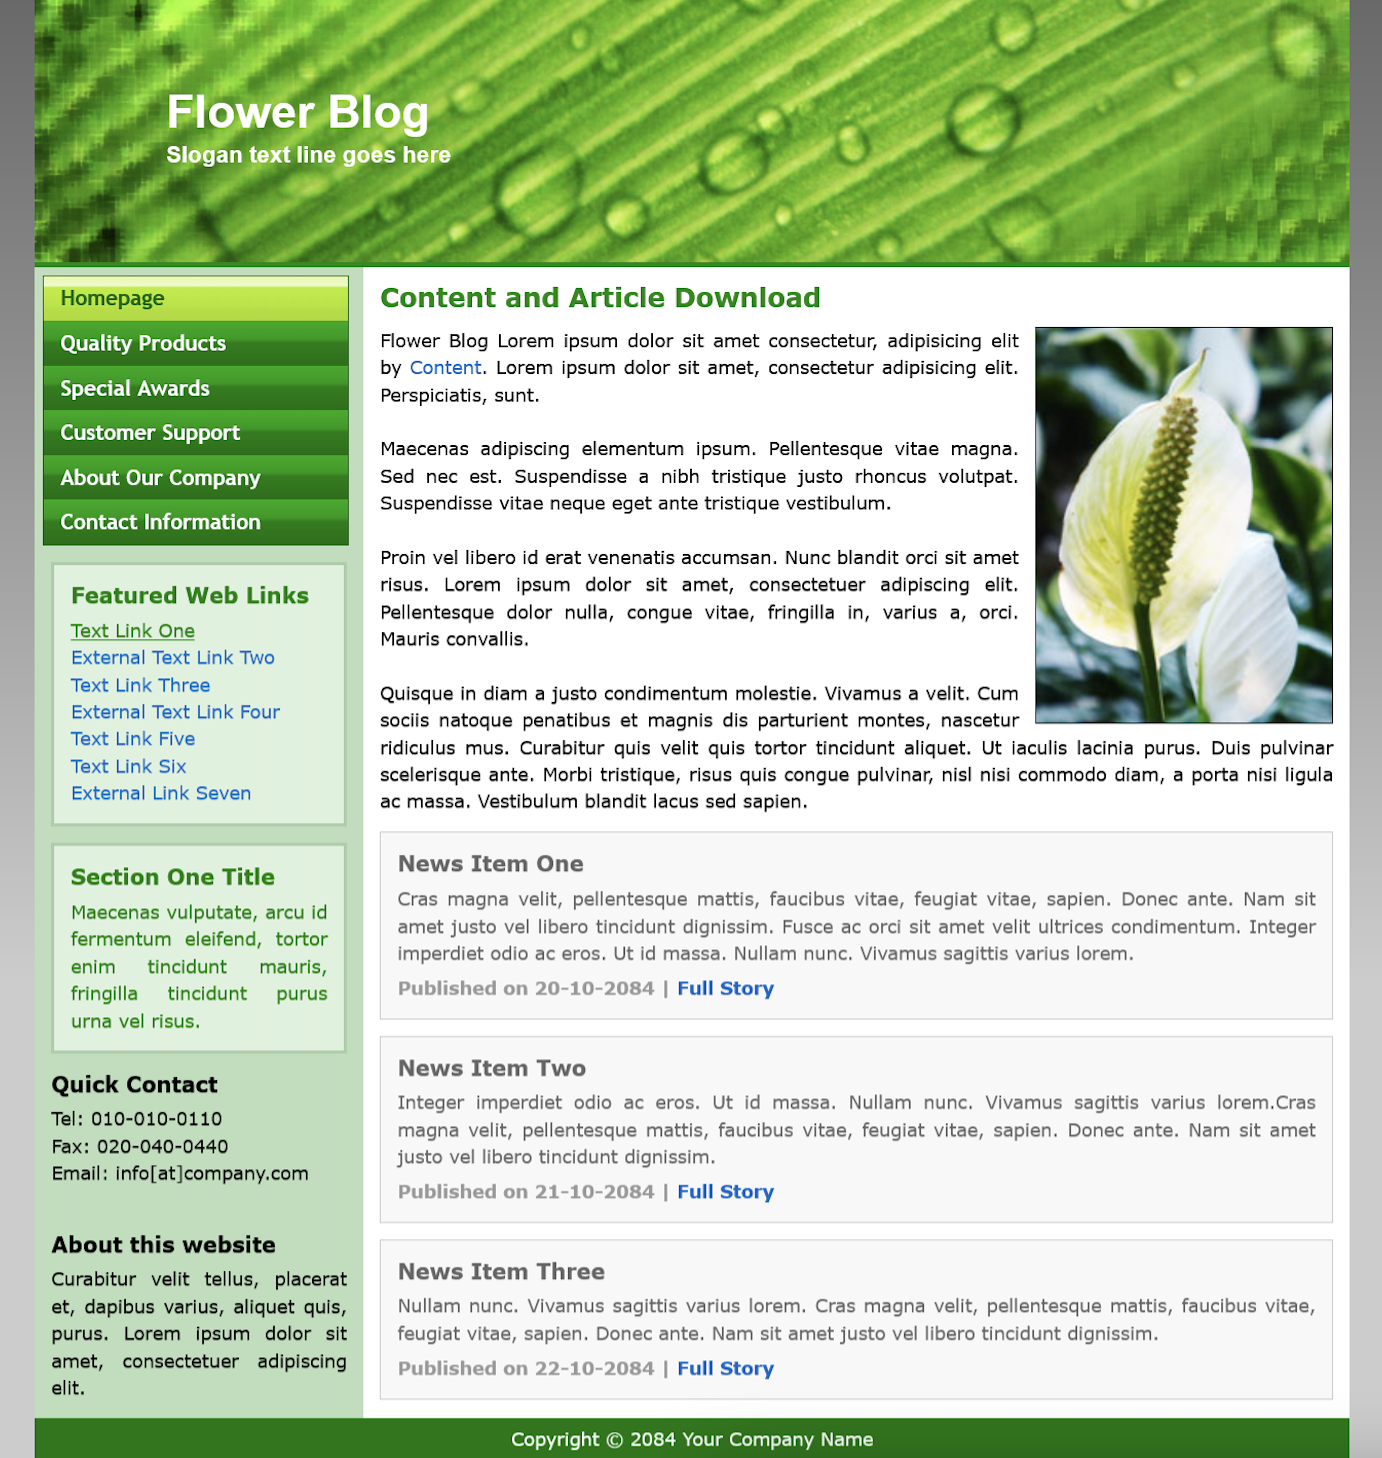 Flower Blog
Slogan text line goes here
Homepage
Quality Products
Special Awards
Customer Support
About Our Company
Contact Information
Featured Web Links
Text Link One
External Text Link Two
Text Link Three
External Text Link Four
Text Link Five
Text Link Six
External Link Seven
Section One Title
Maecenas vulputate, arcu id
fermentum eleifend, tortor
enim tincidunt mauris,
fringilla tincidunt purus
urna vel risus.
Quick Contact
Tel: 010-010-0110
Fax: 020-040-0440
Email: info[at]company.com
About this website
Curabitur velit tellus, placerat
et, dapibus varius, aliquet quis,
purus. Lorem ipsum dolor sit
amet, consectetuer adipiscing
elit.
Content and Article Download
Flower Blog Lorem ipsum dolor sit amet consectetur, adipisicing elit
by Content. Lorem ipsum dolor sit amet, consectetur adipisicing elit.
Perspiciatis, sunt.
Maecenas adipiscing elementum ipsum. Pellentesque vitae magna.
Sed nec est. Suspendisse a nibh tristique justo rhoncus volutpat.
Suspendisse vitae neque eget ante tristique vestibulum.
Proin vel libero id erat venenatis accumsan. Nunc blandit orci sit amet
risus. Lorem ipsum dolor sit amet, consectetuer adipiscing elit.
Pellentesque dolor nulla, congue vitae, fringilla in, varius a, orci.
Mauris convallis.
Quisque in diam a justo condimentum molestie. Vivamus a velit. Cum
sociis natoque penatibus et magnis dis parturient montes, nascetur
ridiculus mus. Curabitur quis velit quis tortor tincidunt aliquet. Ut iaculis lacinia purus. Duis pulvinar
scelerisque ante. Morbi tristique, risus quis congue pulvinar, nisl nisi commodo diam, a porta nisi ligula
ac massa. Vestibulum blandit lacus sed sapien.
News Item One
Cras magna velit, pellentesque mattis, faucibus vitae, feugiat vitae, sapien. Donec ante. Nam sit
amet justo vel libero tincidunt dignissim. Fusce ac orci sit amet velit ultrices condimentum. Integer
imperdiet odio ac eros. Ut id massa. Nullam nunc. Vivamus sagittis varius lorem.
Published on 20-10-2084 | Full Story
News Item Two
Integer imperdiet odio ac eros. Ut id massa. Nullam nunc. Vivamus sagittis varius lorem.Cras
magna velit, pellentesque mattis, faucibus vitae, feugiat vitae, sapien. Donec ante. Nam sit amet
justo vel libero tincidunt dignissim.
Published on 21-10-2084 | Full Story
News Item Three
Nullam nunc. Vivamus sagittis varius lorem. Cras magna velit, pellentesque mattis, faucibus vitae,
feugiat vitae, sapien. Donec ante. Nam sit amet justo vel libero tincidunt dignissim.
Published on 22-10-2084 | Full Story
Copyright © 2084 Your Company Name